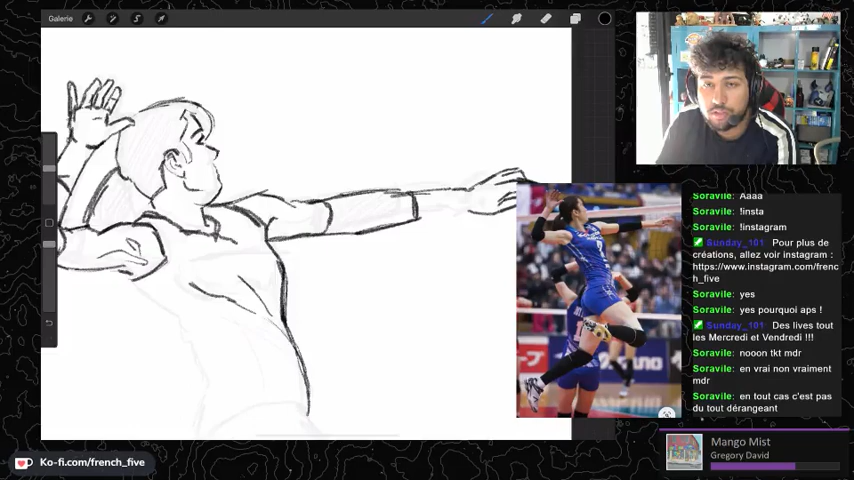 Galerie
Soravile: Aaaa
Soravile: !insta
Soravile: !instagram
Sunday_101 Pour plus de
créations, allez voir instagram :
https://www.instagram.com/frenc
h_five
Soravile: yes
Soravile: yes pourquoi aps !
Sunday_101: Des lives tout
les Mercredi et Vendredi !!!
Soravile: nooon tkt mdr
Soravile: en vrai non vraiment
mdr
Soravile: en tout cas c'est pas
du tout dérangeant
Mango Mist
Gregory David
Ko-fi.com/french_five